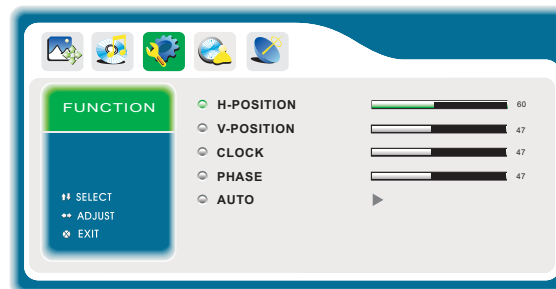 FUNCTION
SELECT
ADJUST
EXIT
H-POSITION 60
V-POSITION 47
CLOCK 47
PHASE 47
AUTO